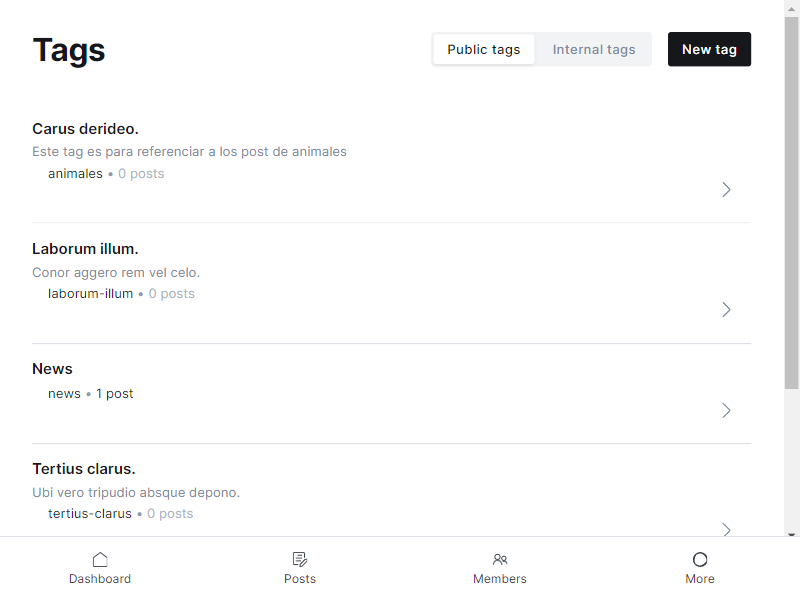 Tags
Public tags
Internal tags
New tag
Carus derideo.
Este tag es para referenciar a los post de animales
animales • 0 posts
Laborum illum.
Conor aggero rem vel celo.
laborum-illum • 0 posts
News
news • 1 post
Tertius clarus.
Ubi vero tripudio absque depono.
tertius-clarus • 0 posts
Dashboard
Posts
Members
More